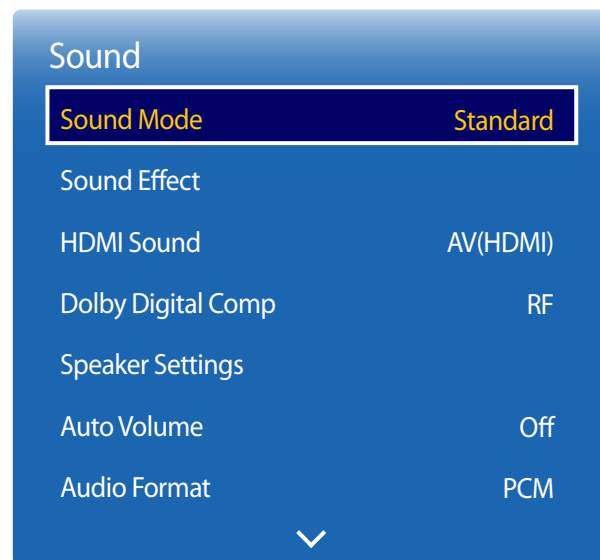 Sound
Sound Mode Standard
Sound Effect
HDMI Sound AV(HDMI)
Dolby Digital Comp RF
Speaker Settings
Auto Volume Off
Audio Format PCM